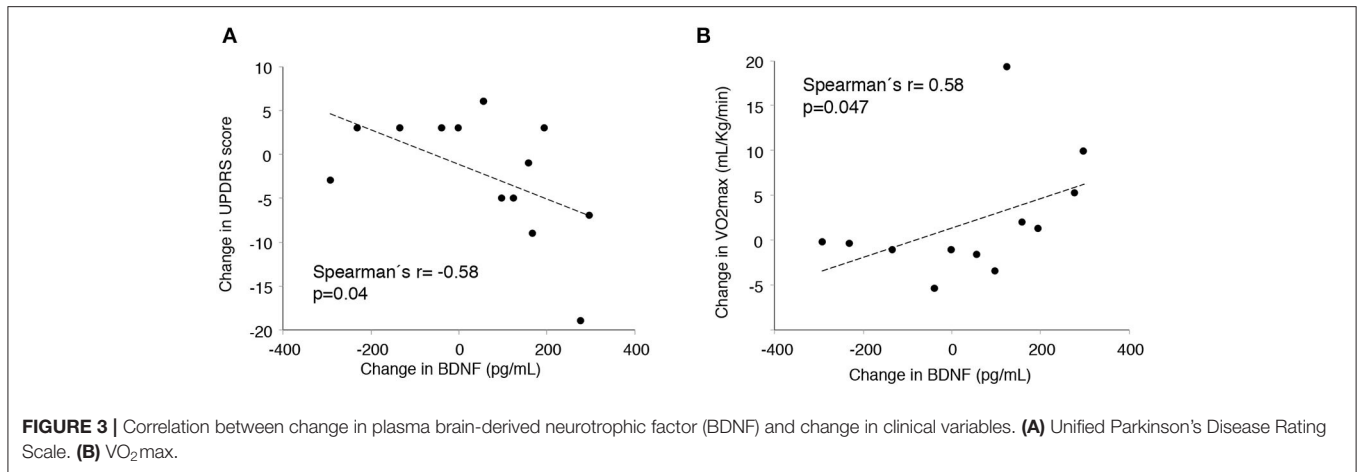 A
10
5
0
-5
-10
-15
-20
-400
-200
0
200
400
Change in UPDRS score
Change in BDNF (pg/mL)
Spearman´s r= -0.58
p=0.04
B
20
15
10
5
0
-5
-400
-200
0
200
400
Change in VO2max (mL/Kg/min)
Change in BDNF (pg/mL)
Spearman´s r= 0.58
p=0.047
FIGURE 3 | Correlation between change in plasma brain-derived neurotrophic factor (BDNF) and change in clinical variables. (A) Unified Parkinson's Disease Rating
Scale. (B) VO₂max.